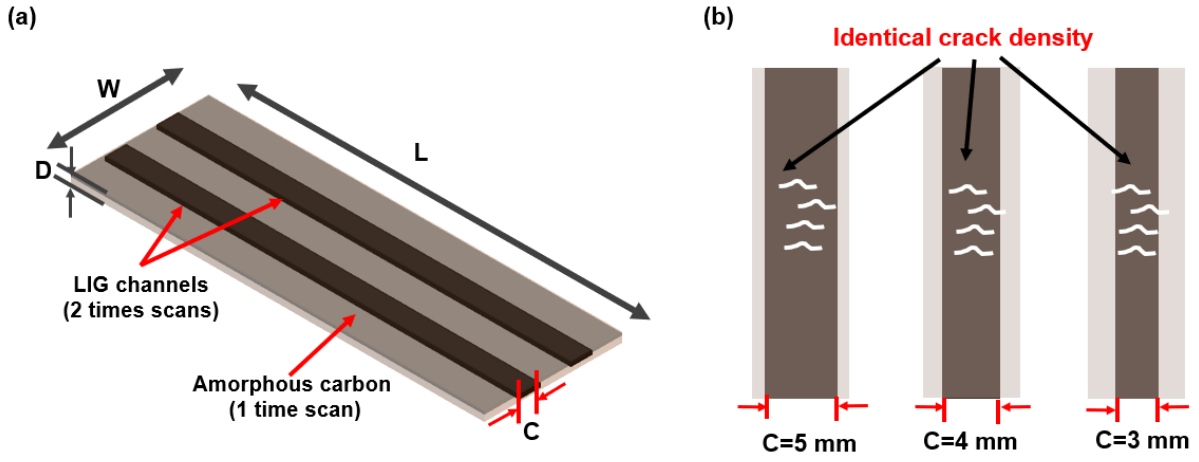 (a)
W
L
D
LIG channels
(2 times scans)
Amorphous carbon
(1 time scan)
C
(b)
Identical crack density
C=5 mm
C=4 mm
C=3 mm